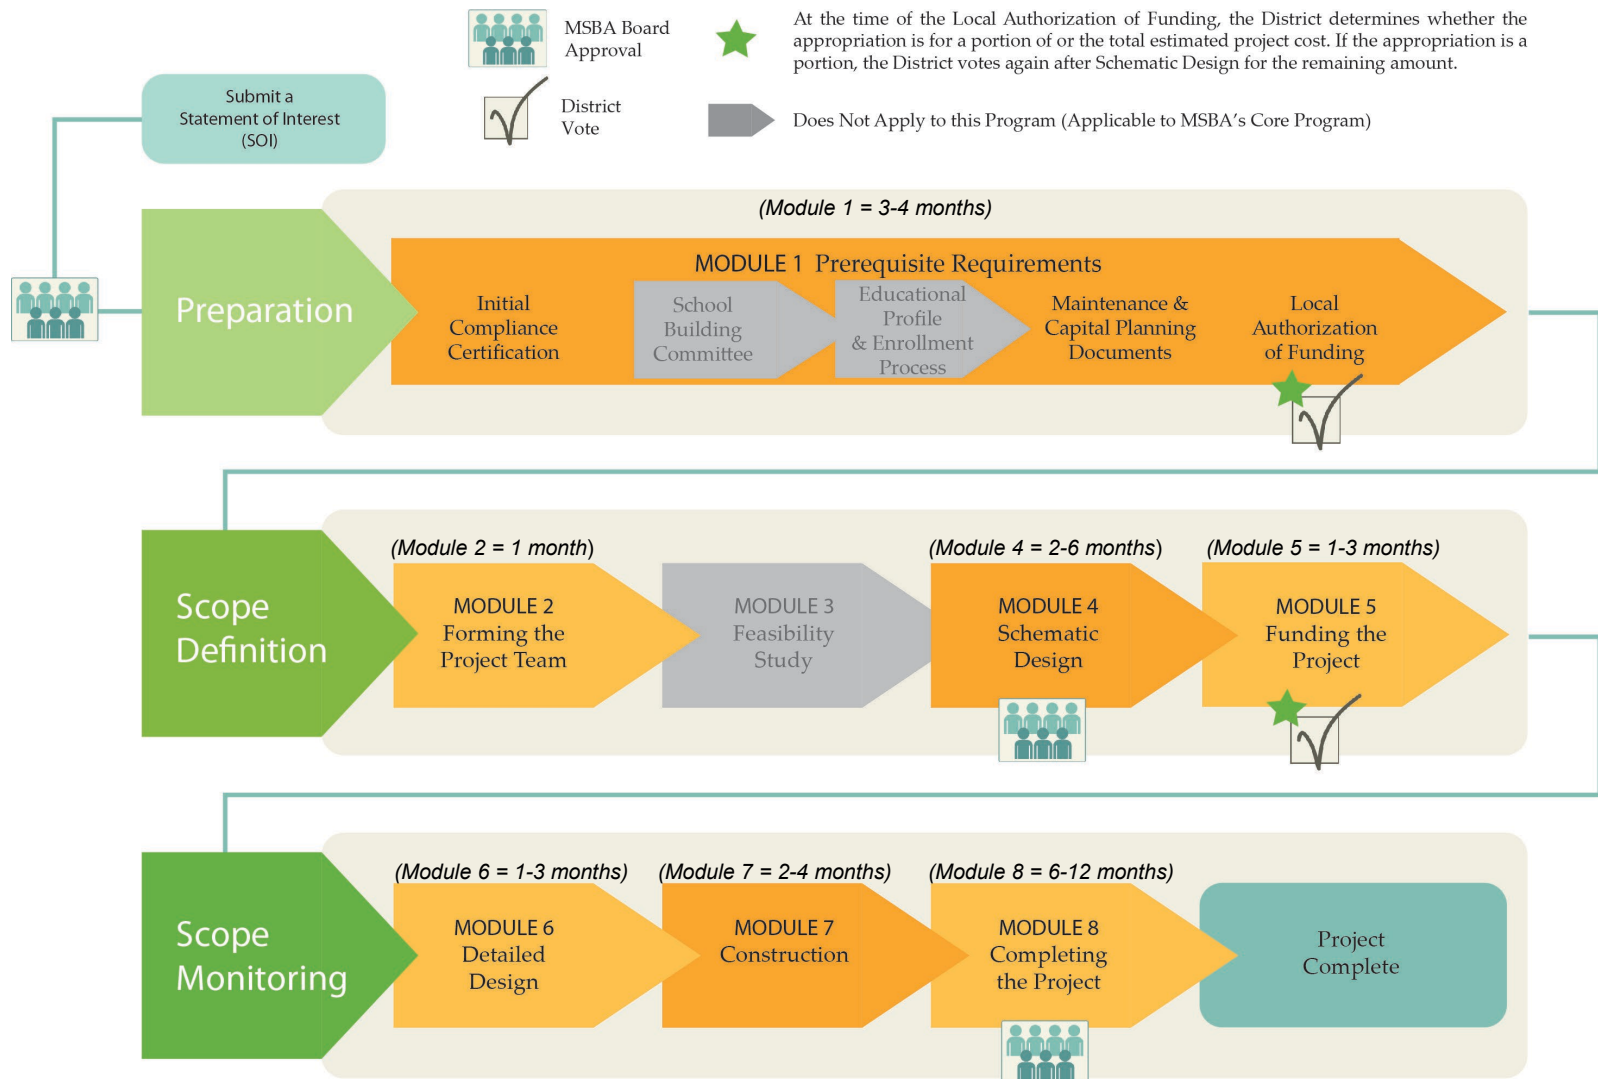 MSBA Board
Approval
At the time of the Local Authorization of Funding, the District determines whether the
appropriation is for a portion of or the total estimated project cost. If the appropriation is a
portion, the District votes again after Schematic Design for the remaining amount.
District
Vote
Does Not Apply to this Program (Applicable to MSBA's Core Program)
Submit a
Statement of Interest
(SOI)
(Module 1 = 3-4 months)
Preparation
MODULE 1 Prerequisite Requirements
Initial
Compliance
Certification
School
Building
Committee
Educational
Profile
& Enrollment
Process
Maintenance &
Capital Planning
Documents
Local
Authorization
of Funding
Scope
Definition
(Module 2 = 1 month)
MODULE 2
Forming the
Project Team
MODULE 3
Feasibility
Study
(Module 4 = 2-6 months)
MODULE 4
Schematic
Design
(Module 5 = 1-3 months)
MODULE 5
Funding the
Project
Scope
Monitoring
(Module 6 = 1-3 months)
MODULE 6
Detailed
Design
(Module 7 = 2-4 months)
MODULE 7
Construction
(Module 8 = 6-12 months)
MODULE 8
Completing
the Project
Project
Complete